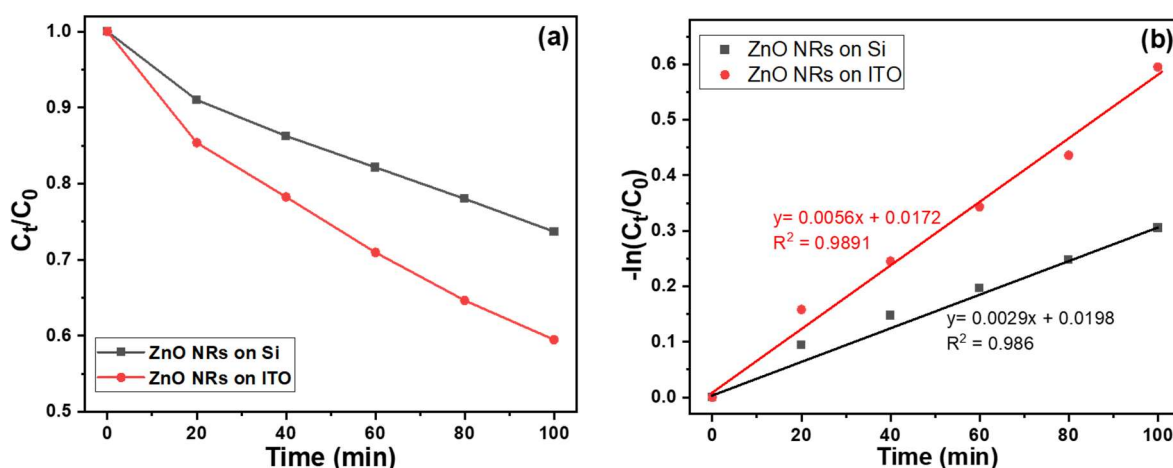 (a)
1.0
0.9
0.8
0.7
0.6
0.5
Cₜ/C₀
ZnO NRs on Si
ZnO NRs on ITO
0 20 40 60 80 100
Time (min)
(b)
ZnO NRs on Si
ZnO NRs on ITO
0.6
0.5
0.4
0.3
0.2
0.1
0.0
-ln(Cₜ/C₀)
y= 0.0056x + 0.0172
R² = 0.9891
y= 0.0029x + 0.0198
R² = 0.986
0 20 40 60 80 100
Time (min)